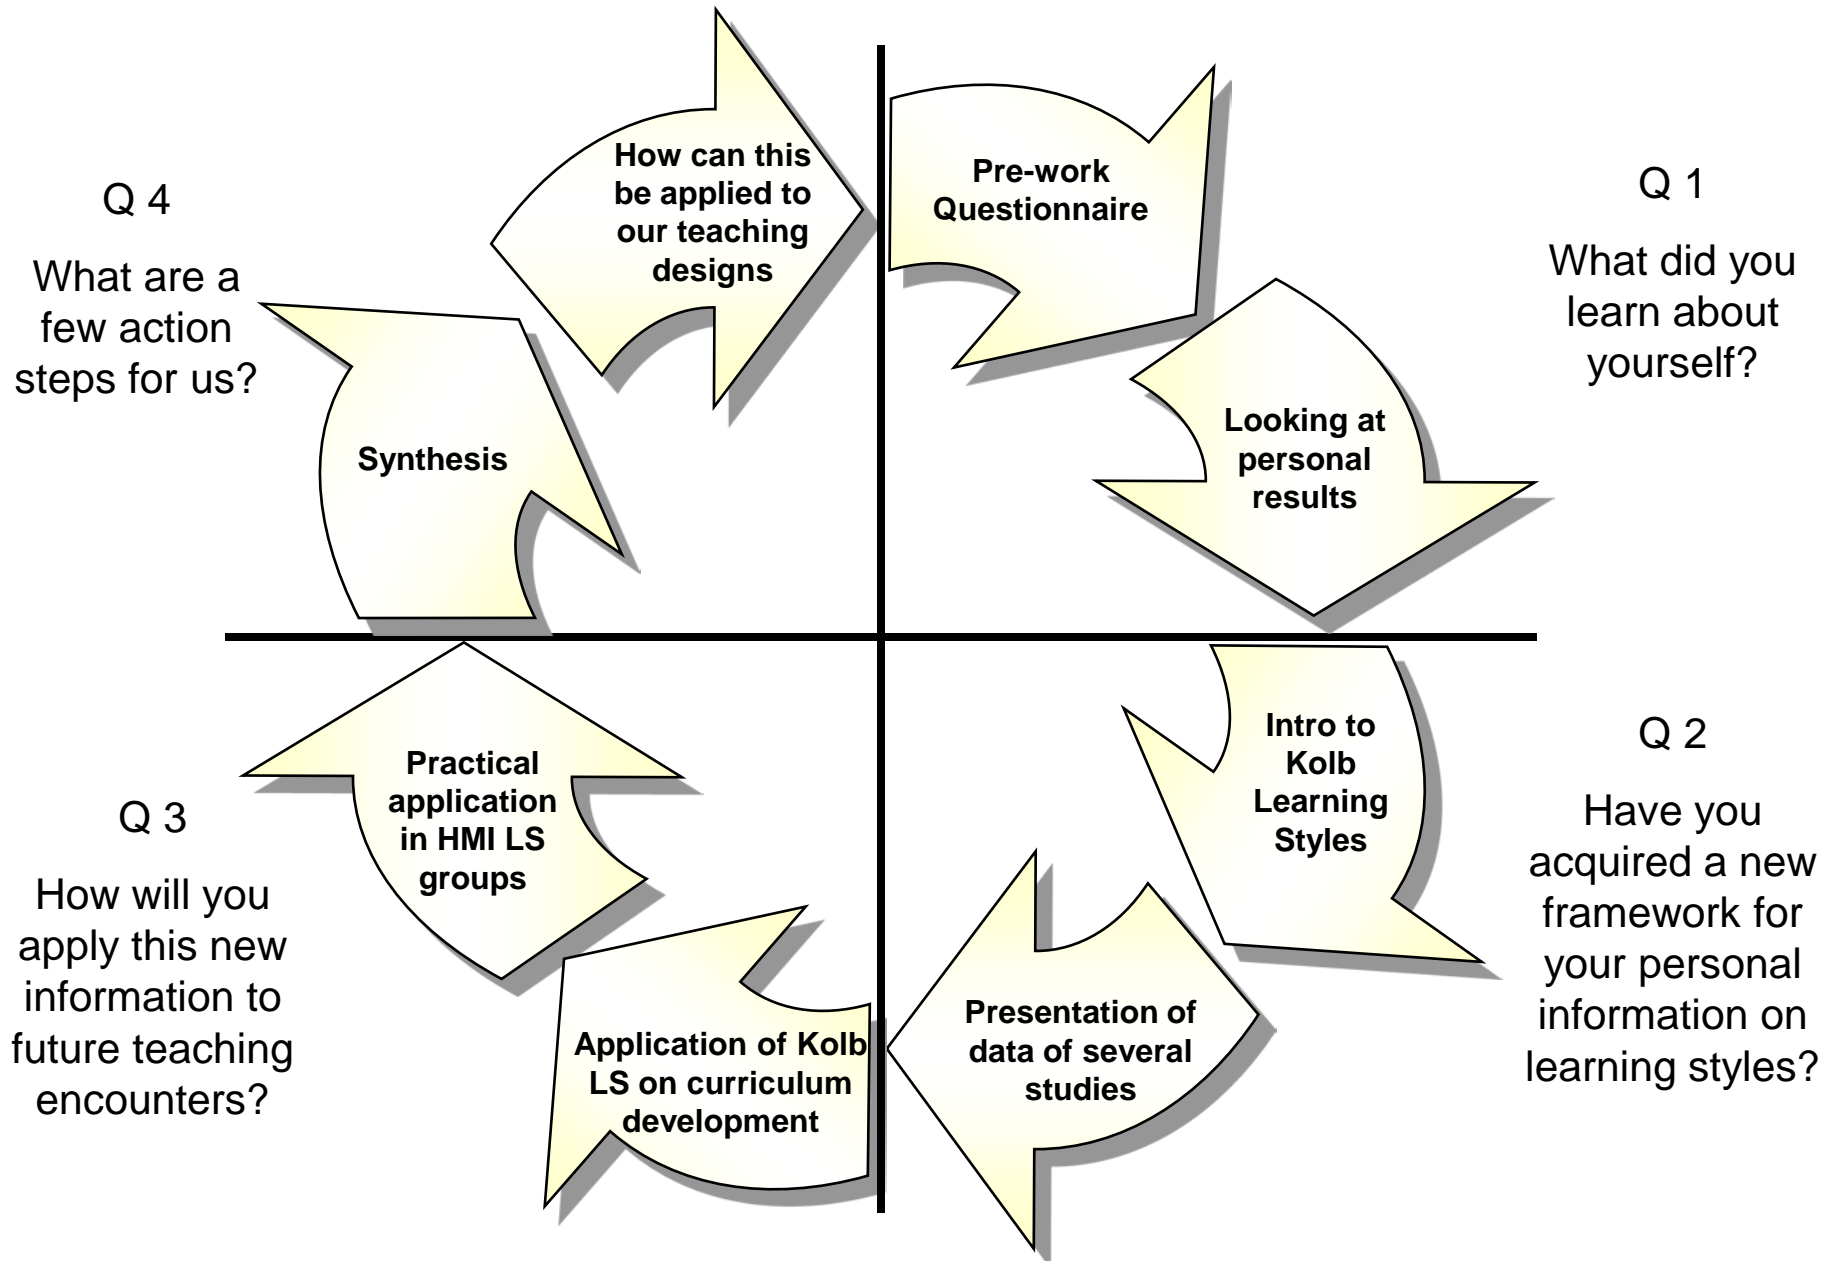 Q 1
What did you
learn about
yourself?
Pre-work
Questionnaire
Looking at
personal
results
Q 2
Have you
acquired a new
framework for
your personal
information on
learning styles?
Intro to
Kolb
Learning
Styles
Presentation of
data of several
studies
Q 3
How will you
apply this new
information to
future teaching
encounters?
Application of Kolb
LS on curriculum
development
Practical
application
in HMI LS
groups
Q 4
What are a
few action
steps for us?
Synthesis
How can this
be applied to
our teaching
designs